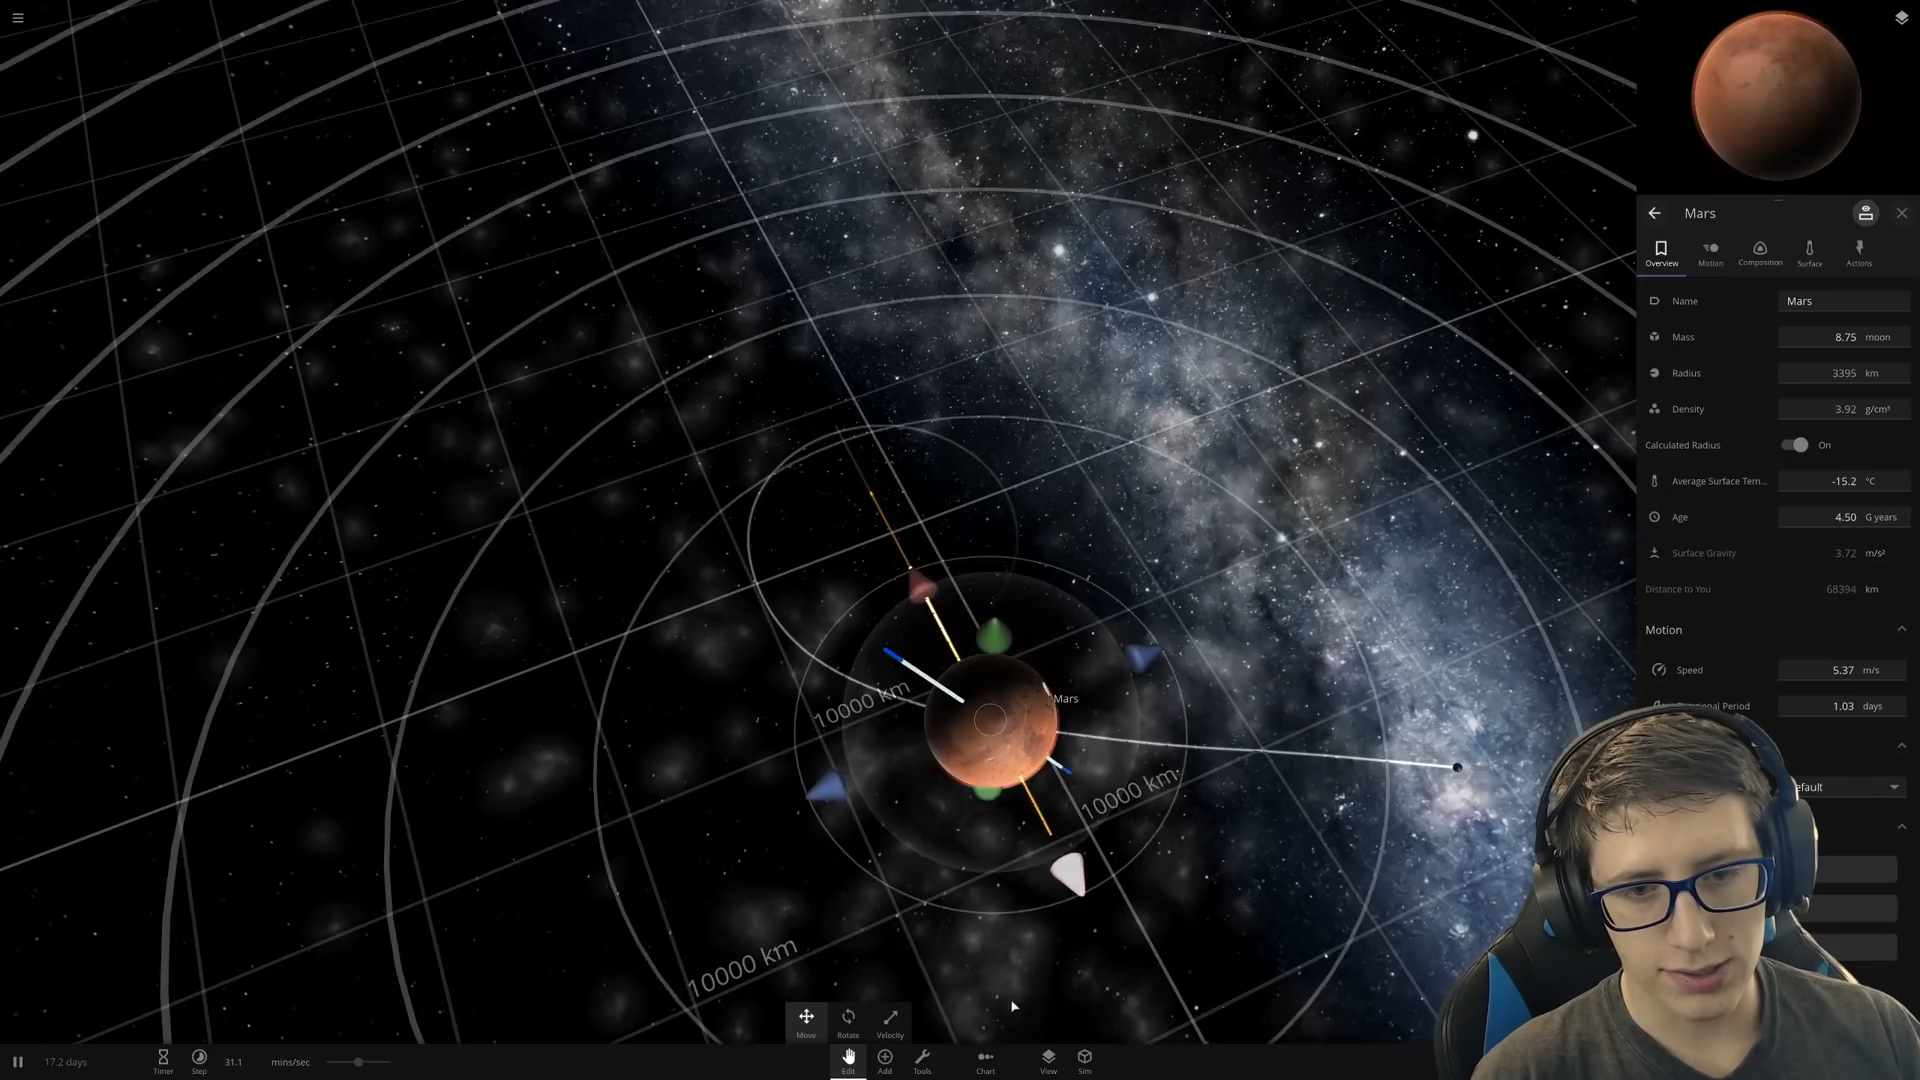 Mars
Overview
Motion
Composition
Surface
Actions
Name Mars
Mass 8.75 moon
Radius 3395 km
Density 3.92 g/cm³
Calculated Radius On
Average Surface Tem... -15.2 °C
Age 4.50 G years
Surface Gravity 3.72 m/s²
Distance to You 68394 km
Motion
Speed 5.37 m/s
Period 1.03 days
Mars
10000 km
10000 km
10000 km
Move
Rotate
Velocity
17.2 days
Timer
Step
31.1 mins/sec
Edit
Add
Tools
Chart
View
Sim